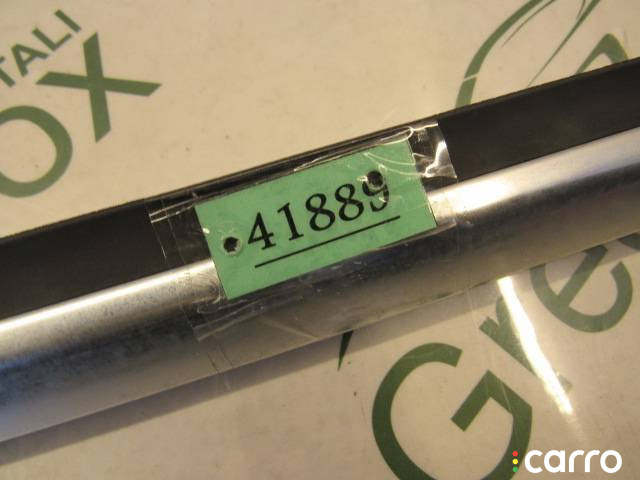 TALI
OX
41889
Gre
carro